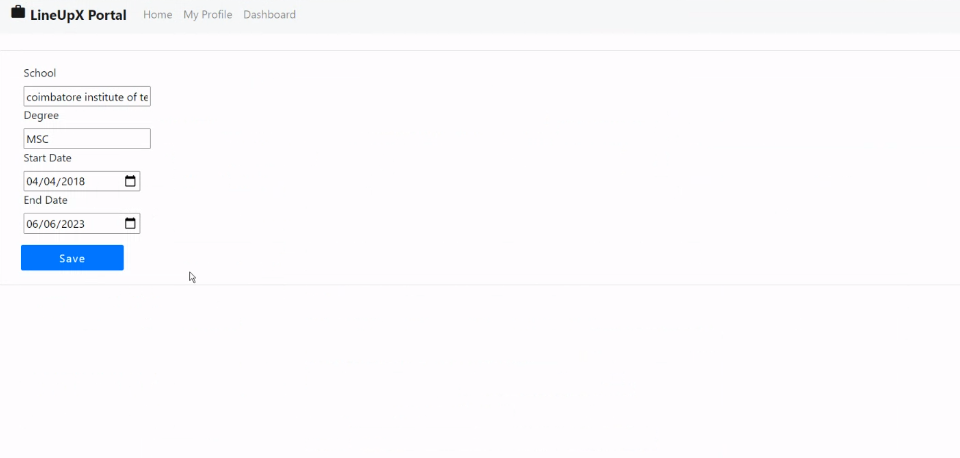 LineUpX Portal Home My Profile Dashboard
School
coimbatore institute of te
Degree
MSC
Start Date
04/04/2018
End Date
06/06/2023
Save